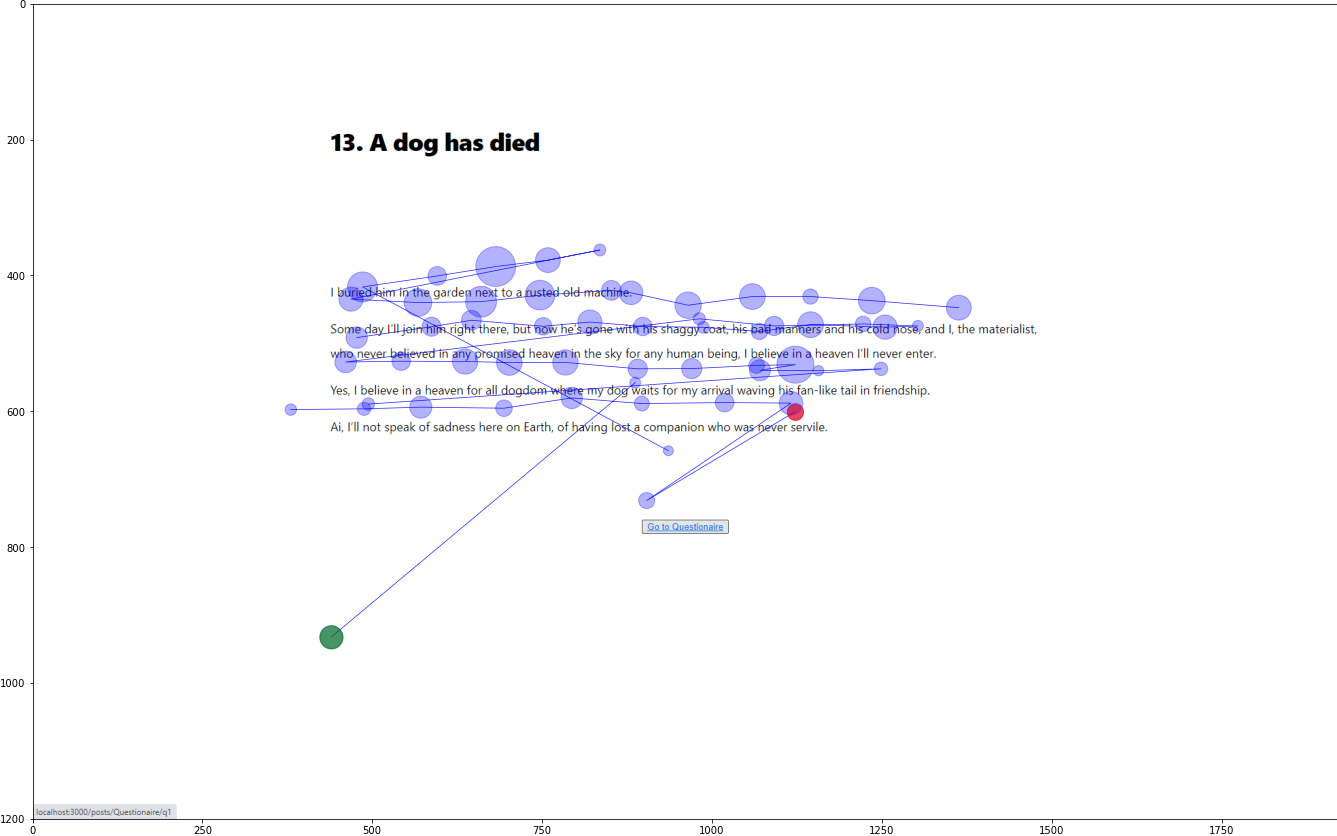 0
200
13. A dog has died
400
I buried him in the garden next to a rusted old machine.
Some day I'll join him right there, but now he's gone with his shaggy coat, his bad manners and his cold nose, and I, the materialist,
who never believed in any promised heaven in the sky for any human being, I believe in a heaven I'll never enter.
Yes, I believe in a heaven for all dogdom where my dog waits for my arrival waving his fan-like tail in friendship.
600
Ai, I'll not speak of sadness here on Earth, of having lost a companion who was never servile.
Go to Questionaire
800
1000
localhost:3000/posts/Questionaire/q1
1200
0 250 500 750 1000 1250 1500 1750